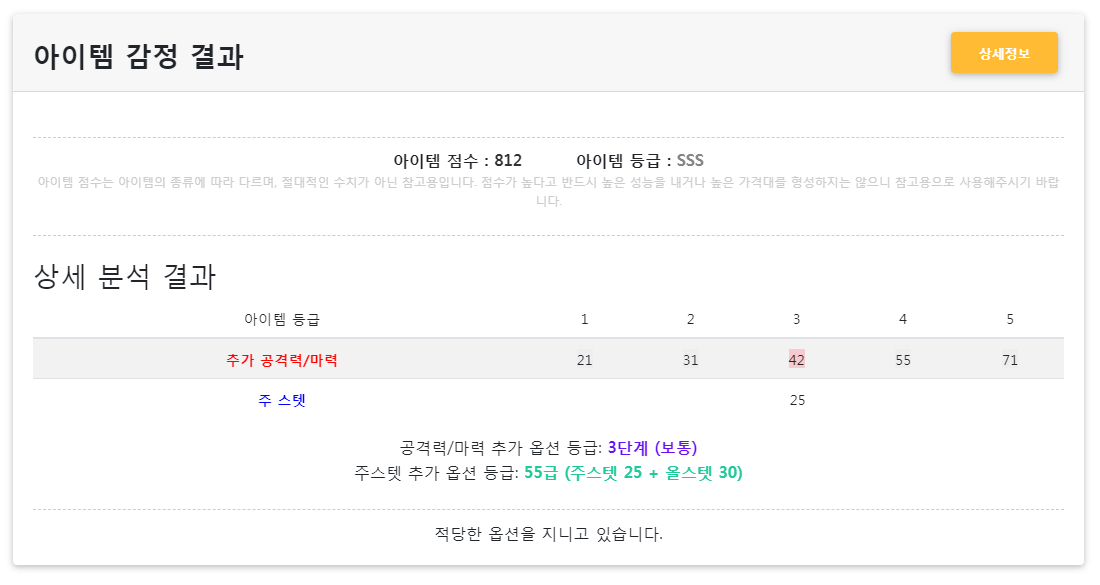 아이템 감정 결과
상세정보
아이템 점수 : 812 아이템 등급 : SSS
아이템 점수는 아이템의 종류에 따라 다르며, 절대적인 수치가 아닌 참고용입니다. 점수가 높다고 반드시 높은 성능을 내거나 높은 가격대를 형성하지는 않으니 참고용으로 사용해주시기 바랍
니다.
상세 분석 결과
아이템 등급 1 2 3 4 5
추가 공격력/마력 21 31 42 55 71
주 스텟 25
공격력/마력 추가 옵션 등급: 3단계 (보통)
주스텟 추가 옵션 등급: 55급 (주스텟 25 + 올스텟 30)
적당한 옵션을 지니고 있습니다.